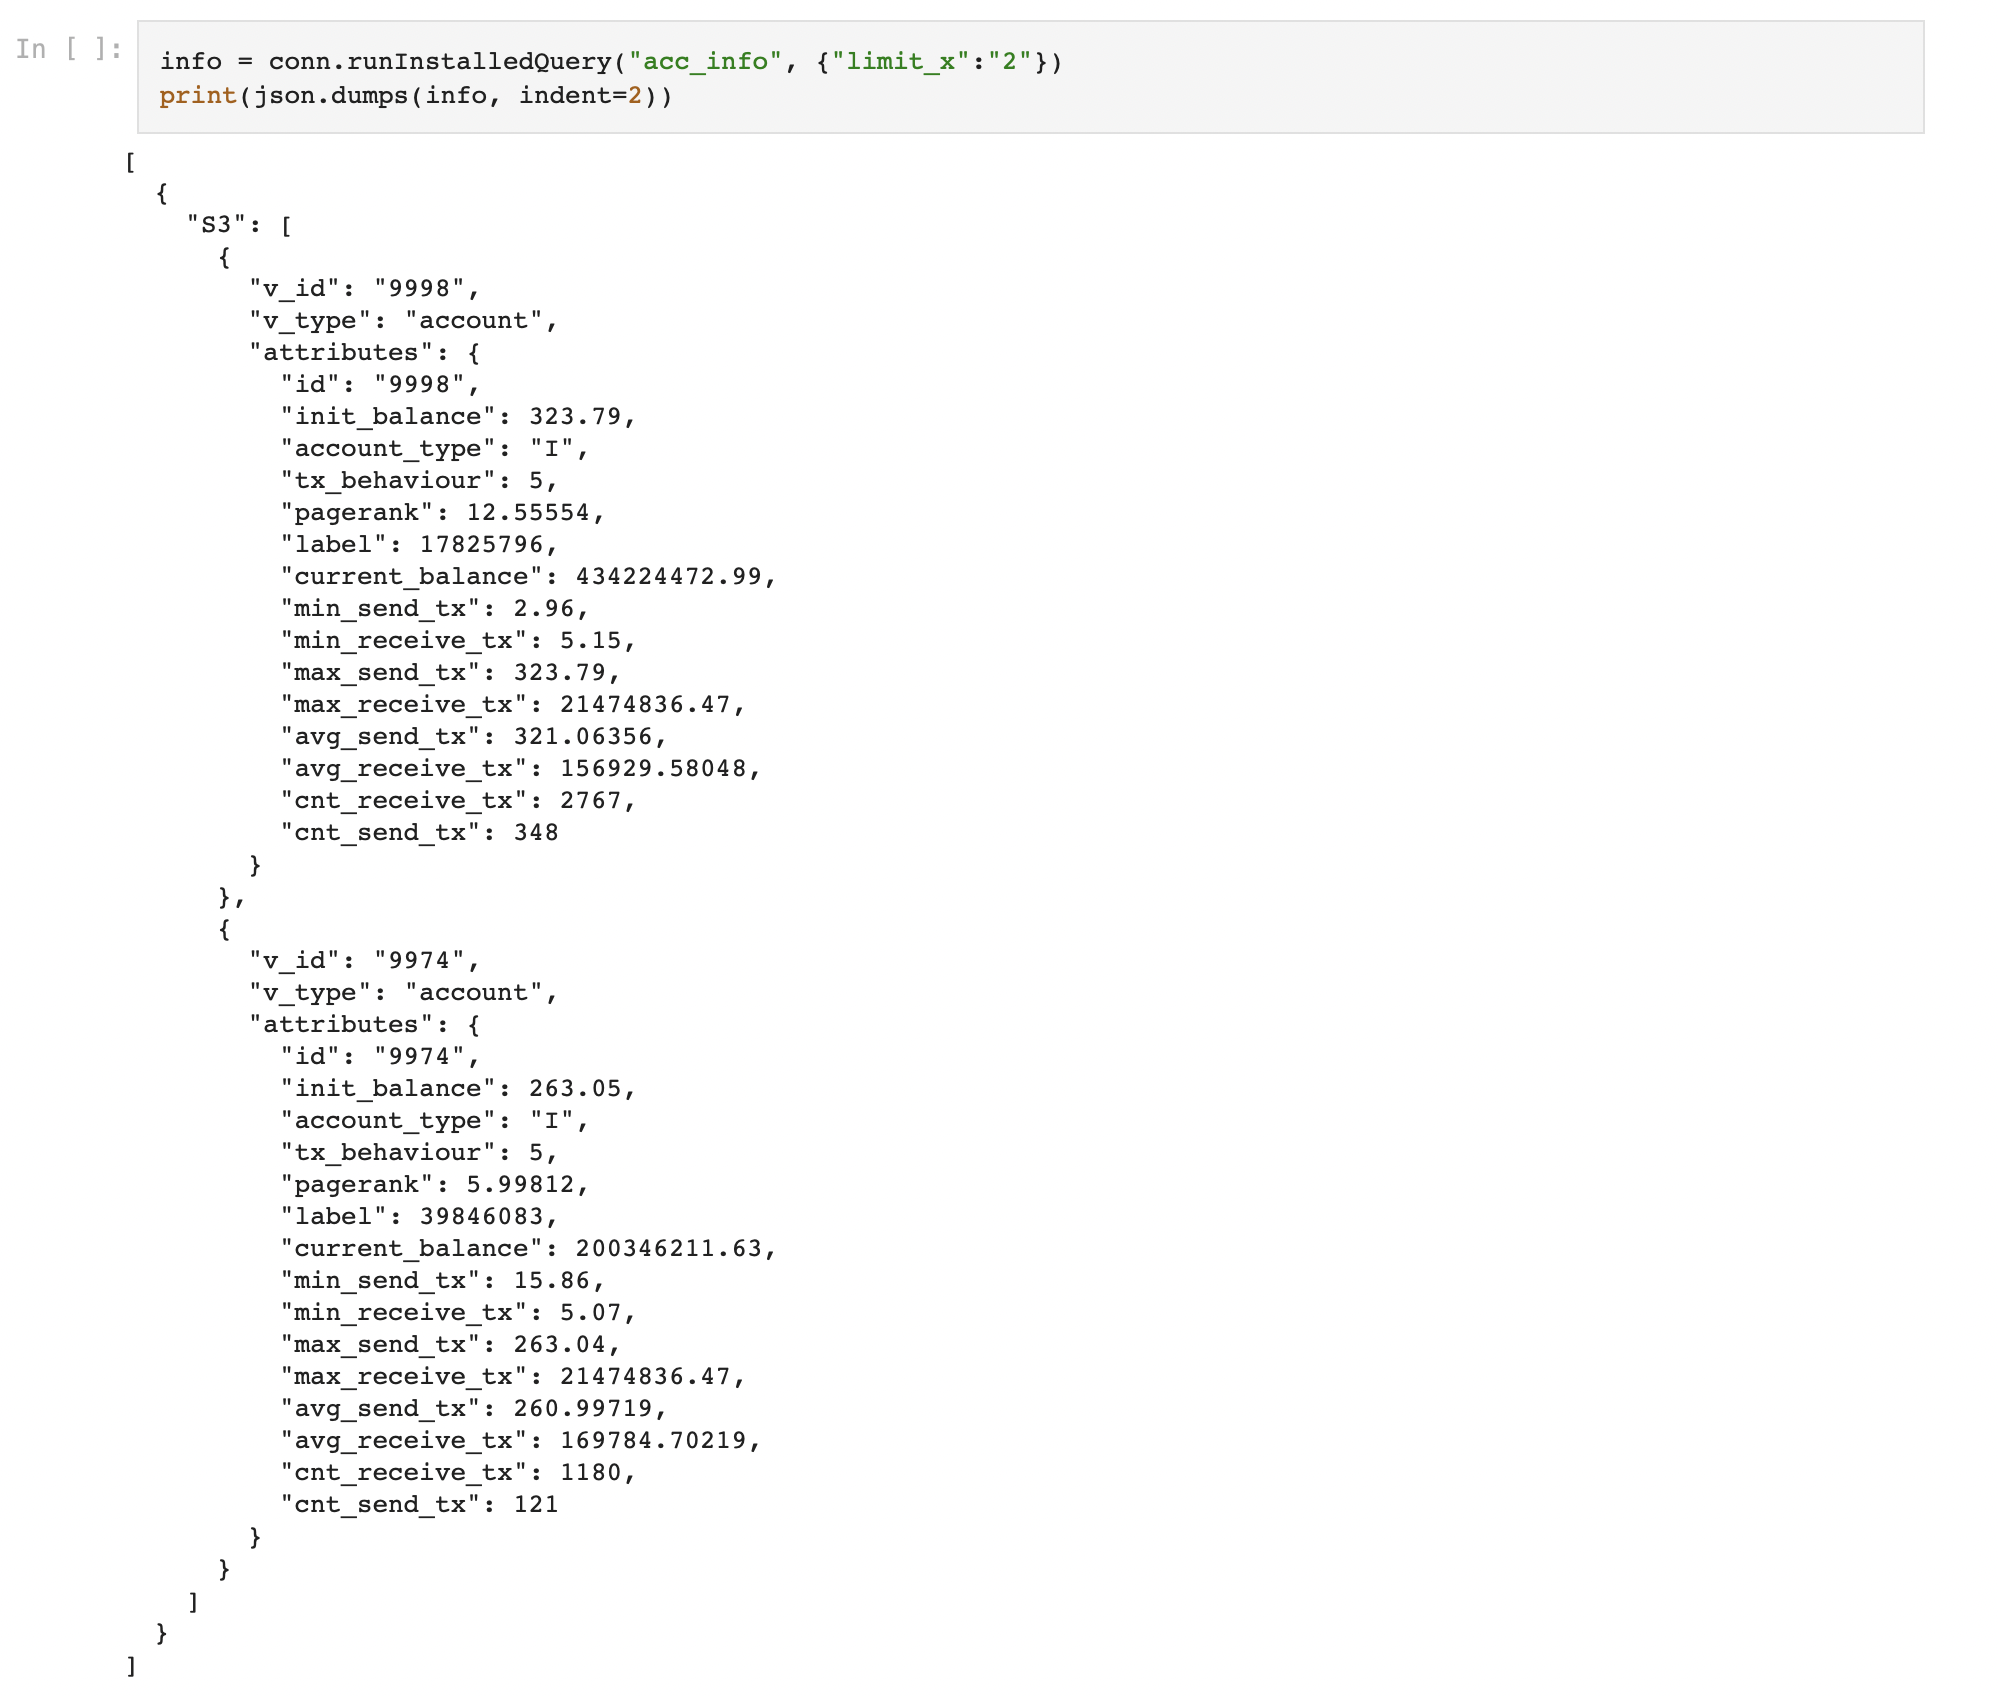 In [ ]:
info = conn.runInstalledQuery("acc_info", {"limit_x":"2"})
print(json.dumps(info, indent=2))
[
  {
    "S3": [
      {
        "v_id": "9998",
        "v_type": "account",
        "attributes": {
          "id": "9998",
          "init_balance": 323.79,
          "account_type": "I",
          "tx_behaviour": 5,
          "pagerank": 12.55554,
          "label": 17825796,
          "current_balance": 434224472.99,
          "min_send_tx": 2.96,
          "min_receive_tx": 5.15,
          "max_send_tx": 323.79,
          "max_receive_tx": 21474836.47,
          "avg_send_tx": 321.06356,
          "avg_receive_tx": 156929.58048,
          "cnt_receive_tx": 2767,
          "cnt_send_tx": 348
        }
      },
      {
        "v_id": "9974",
        "v_type": "account",
        "attributes": {
          "id": "9974",
          "init_balance": 263.05,
          "account_type": "I",
          "tx_behaviour": 5,
          "pagerank": 5.99812,
          "label": 39846083,
          "current_balance": 200346211.63,
          "min_send_tx": 15.86,
          "min_receive_tx": 5.07,
          "max_send_tx": 263.04,
          "max_receive_tx": 21474836.47,
          "avg_send_tx": 260.99719,
          "avg_receive_tx": 169784.70219,
          "cnt_receive_tx": 1180,
          "cnt_send_tx": 121
        }
      }
    ]
  }
]